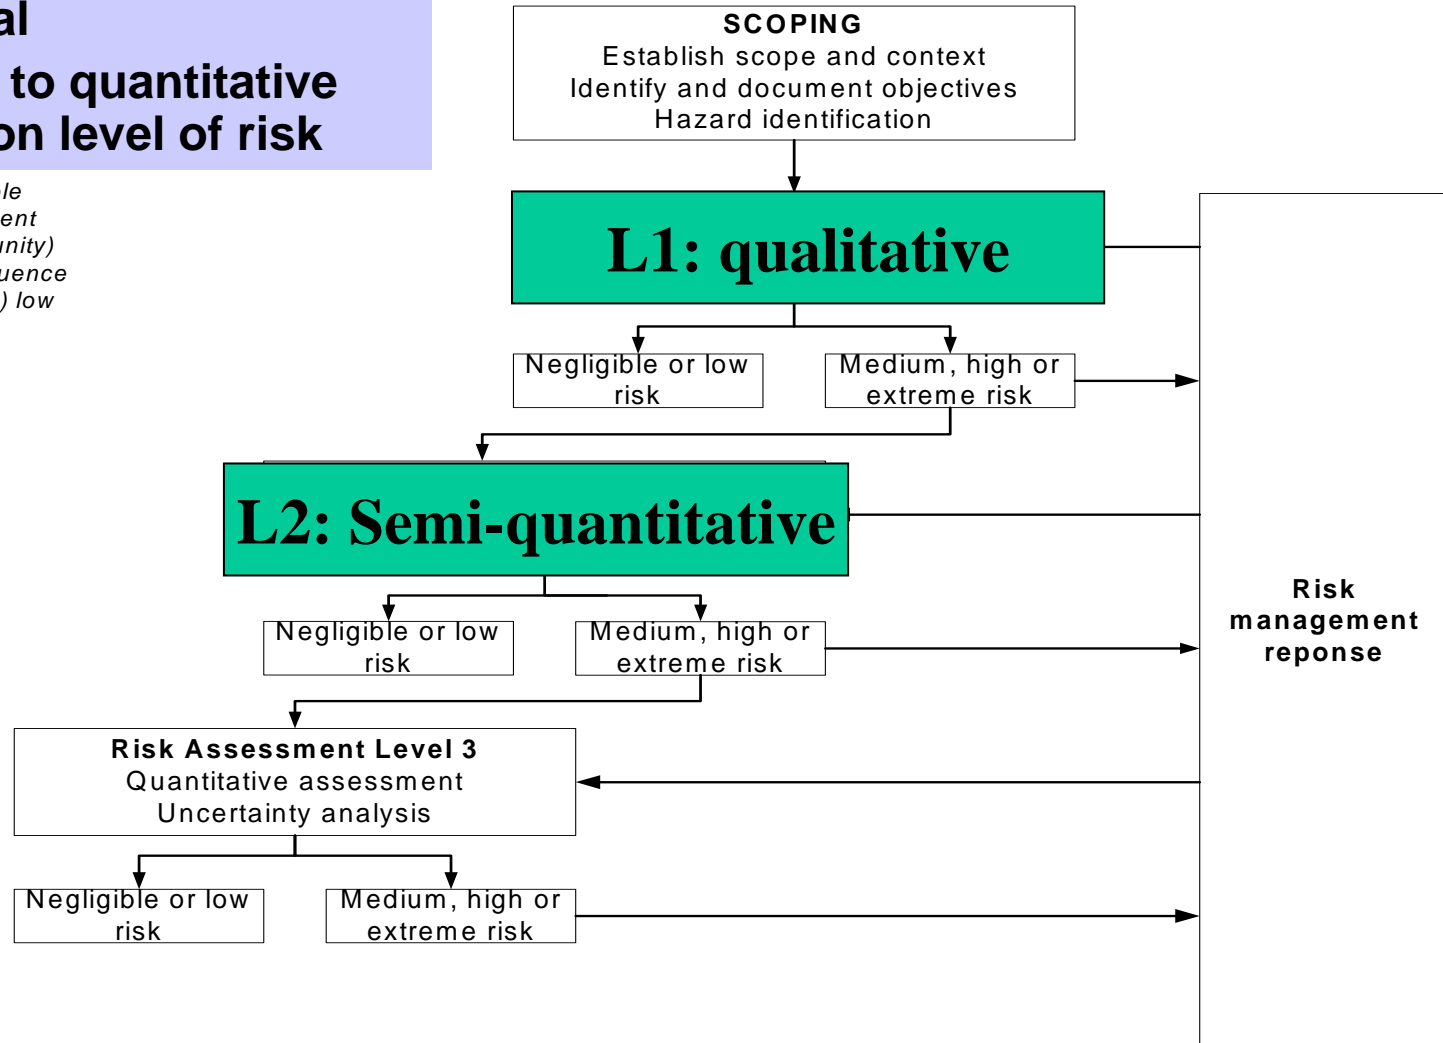 al
to quantitative
on level of risk
ple
ent
unity)
uence
) low
SCOPING
Establish scope and context
Identify and document objectives
Hazard identification
L1: qualitative
Negligible or low
risk
Medium, high or
extreme risk
L2: Semi-quantitative
Negligible or low
risk
Medium, high or
extreme risk
Risk Assessment Level 3
Quantitative assessment
Uncertainty analysis
Negligible or low
risk
Medium, high or
extreme risk
Risk
management
reponse